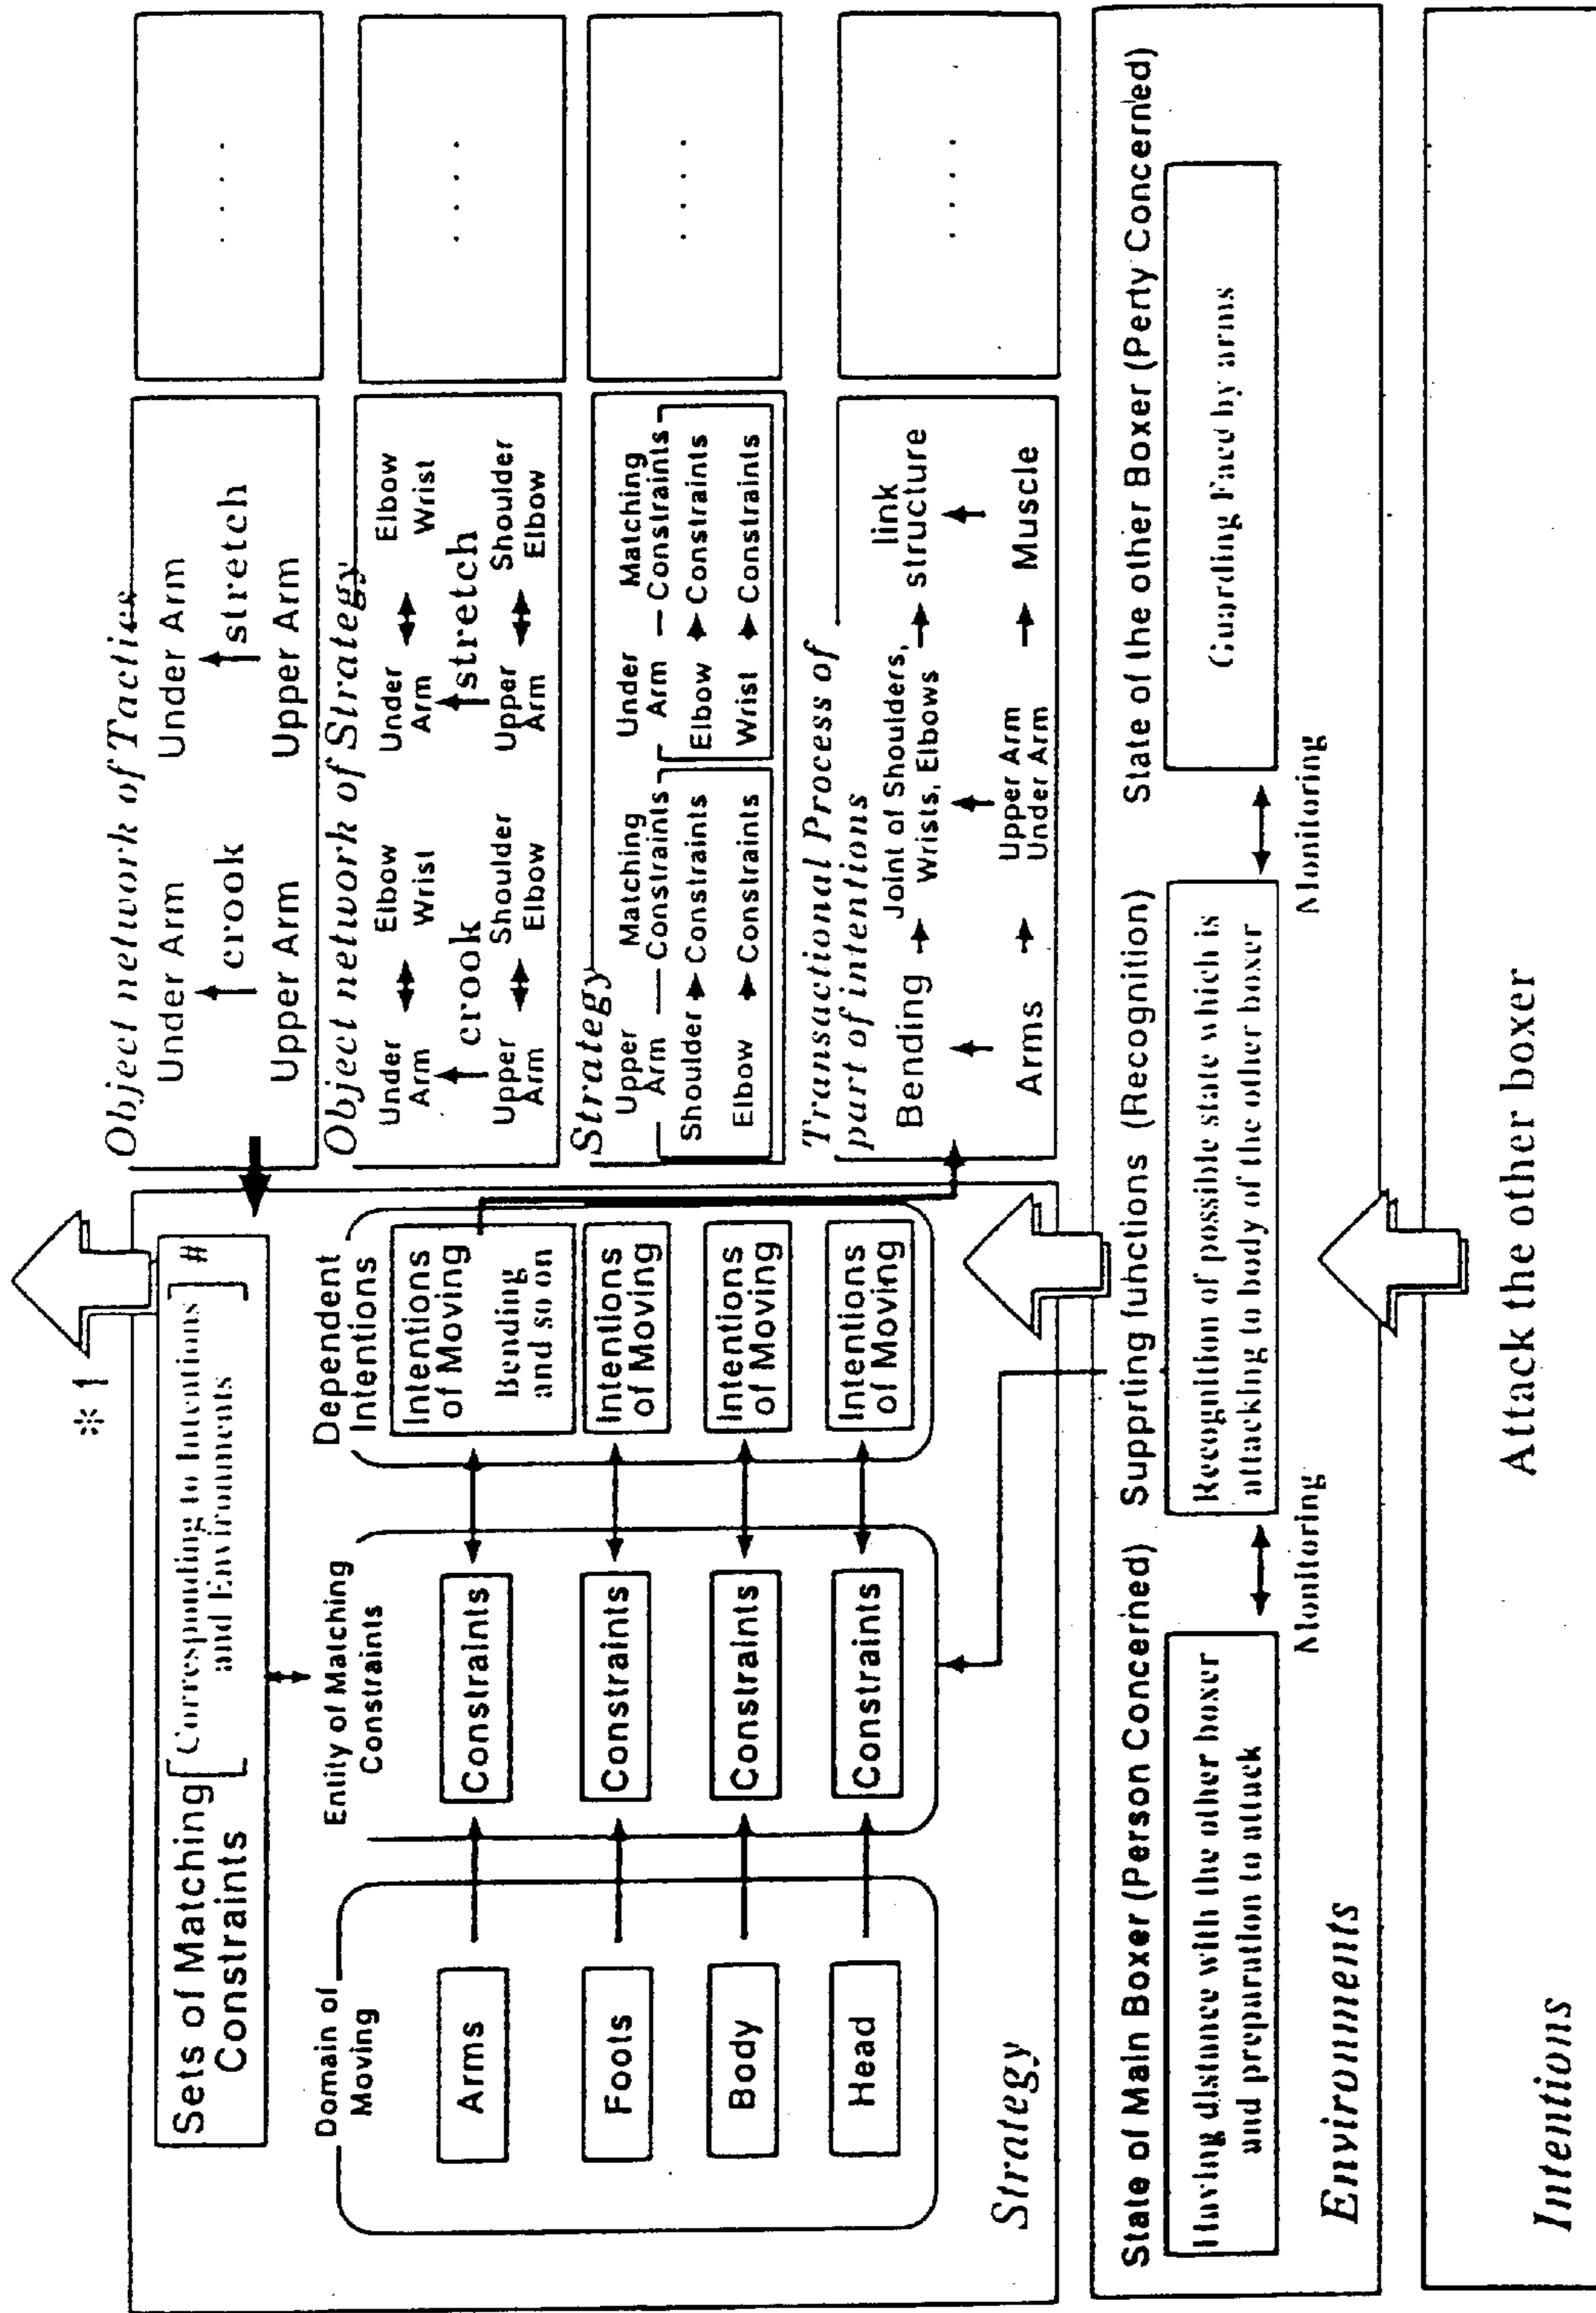 * 1
Sets of Matching
Constraints
Corresponding to Intentions
and Environments
#
Domain of
Moving
Arms
Foots
Body
Head
Entity of Matching
Constraints
Constraints
Constraints
Constraints
Constraints
Dependent
Intentions
Intentions
of Moving
Bending
and so on
Intentions
of Moving
Intentions
of Moving
Intentions
of Moving
Strategy
Object network of Tactics
Under Arm
crook
Upper Arm
Under Arm
stretch
Upper Arm
. . . .
Object network of Strategy
Under
Arm
Elbow
Wrist
crook
Upper
Arm
Shoulder
Elbow
Under
Arm
Elbow
Wrist
stretch
Upper
Arm
Shoulder
Elbow
. . . . .
Strategy
Upper
Arm
Matching
Constraints
Shoulder
Constraints
Elbow
Constraints
Under
Arm
Matching
Constraints
Elbow
Constraints
Wrist
Constraints
. . . .
Transactional Process of
part of intentions
Bending
Joint of Shoulders,
Wrists, Elbows
link
structure
Arms
Upper Arm
Under Arm
Muscle
. . . . .
State of Main Boxer (Person Concerned)
Having distance with the other boxer
and preparation to attack
Monitoring
Supprting functions (Recognition)
Recognition of possible state which is
attacking to body of the other boxer
Monitoring
State of the other Boxer (Perty Concerned)
Guarding Faed by arms
Environments
Attack the other boxer
Intentions